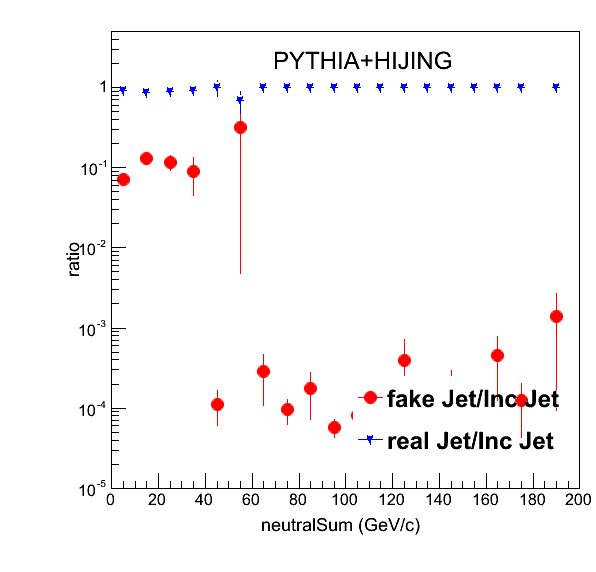 PYTHIA+HIJING
1
10-1
10-2
10-3
10-4
10-5
ratio
fake Jet/Inc Jet
real Jet/Inc Jet
0 20 40 60 80 100 120 140 160 180 200
neutralSum (GeV/c)